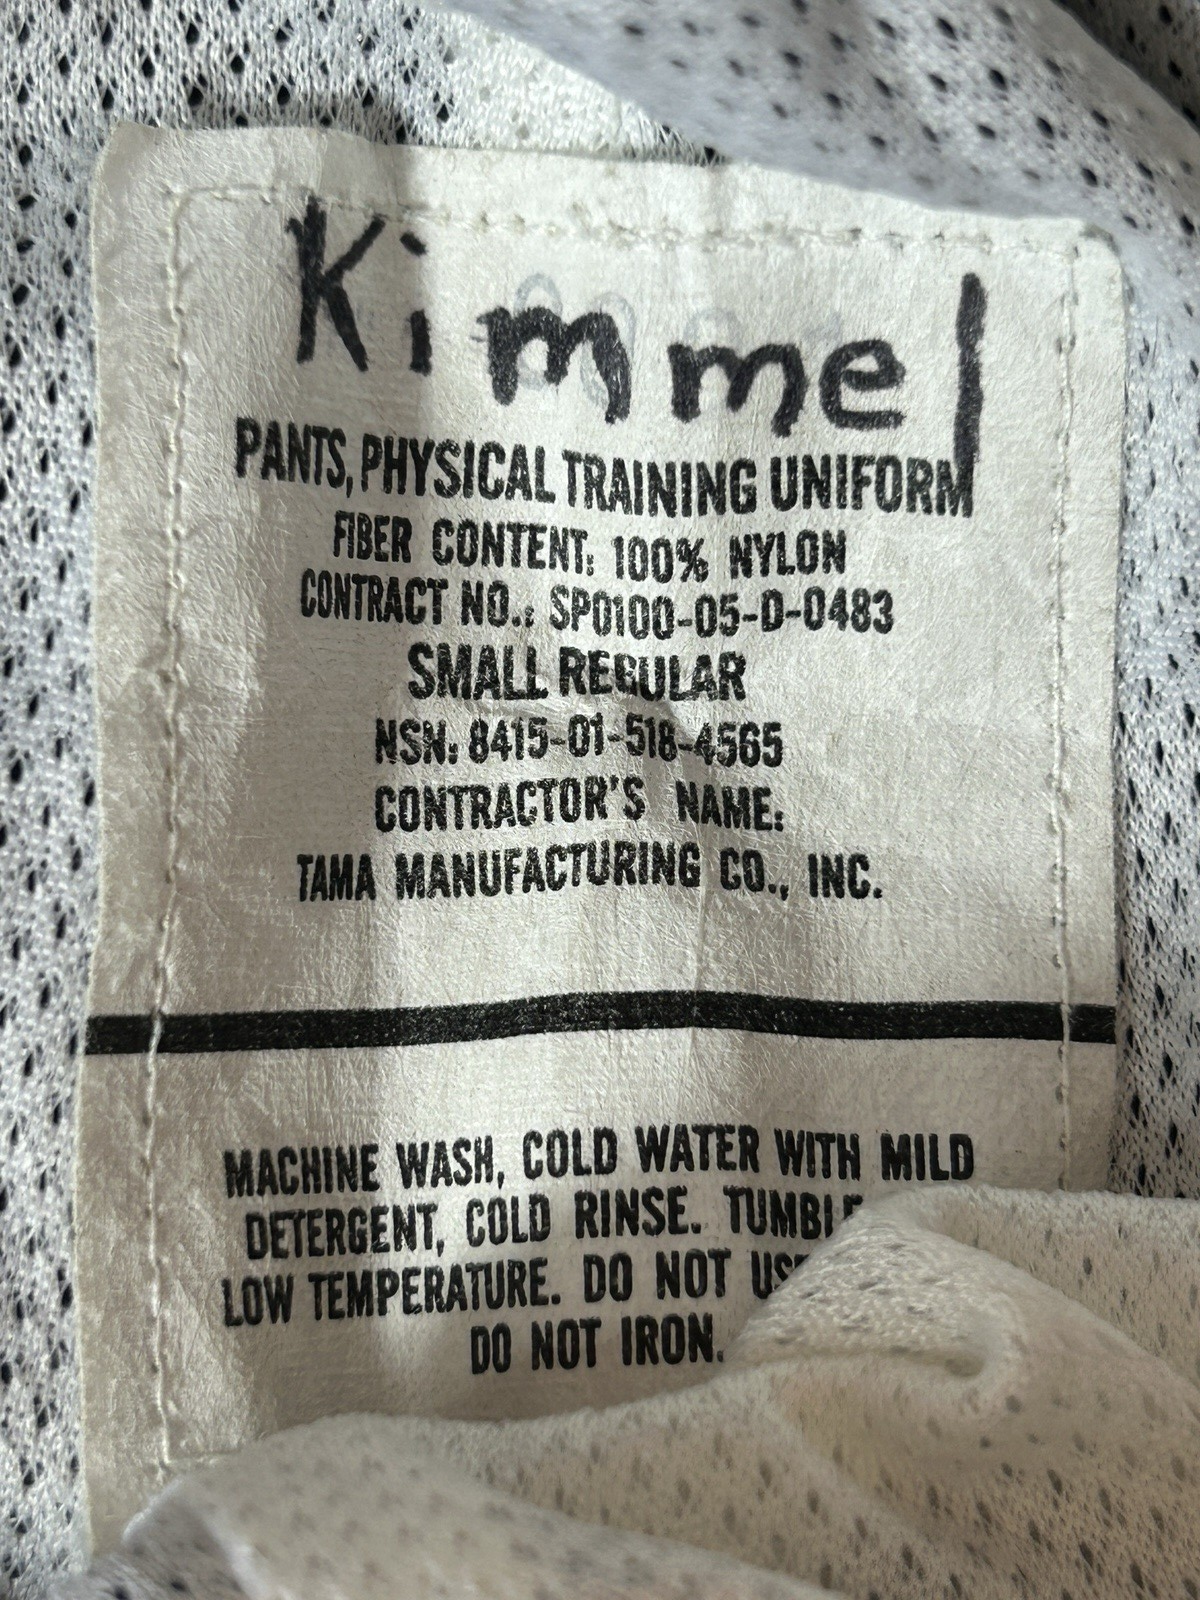 Kimmel
PANTS, PHYSICAL TRAINING UNIFORM
FIBER CONTENT: 100% NYLON
CONTRACT NO.: SP0100-05-D-0483
SMALL REGULAR
NSN: 8415-01-518-4565
CONTRACTOR'S NAME:
TAMA MANUFACTURING CO., INC.
MACHINE WASH, COLD WATER WITH MILD
DETERGENT, COLD RINSE. TUMBLE
LOW TEMPERATURE. DO NOT USE
DO NOT IRON.